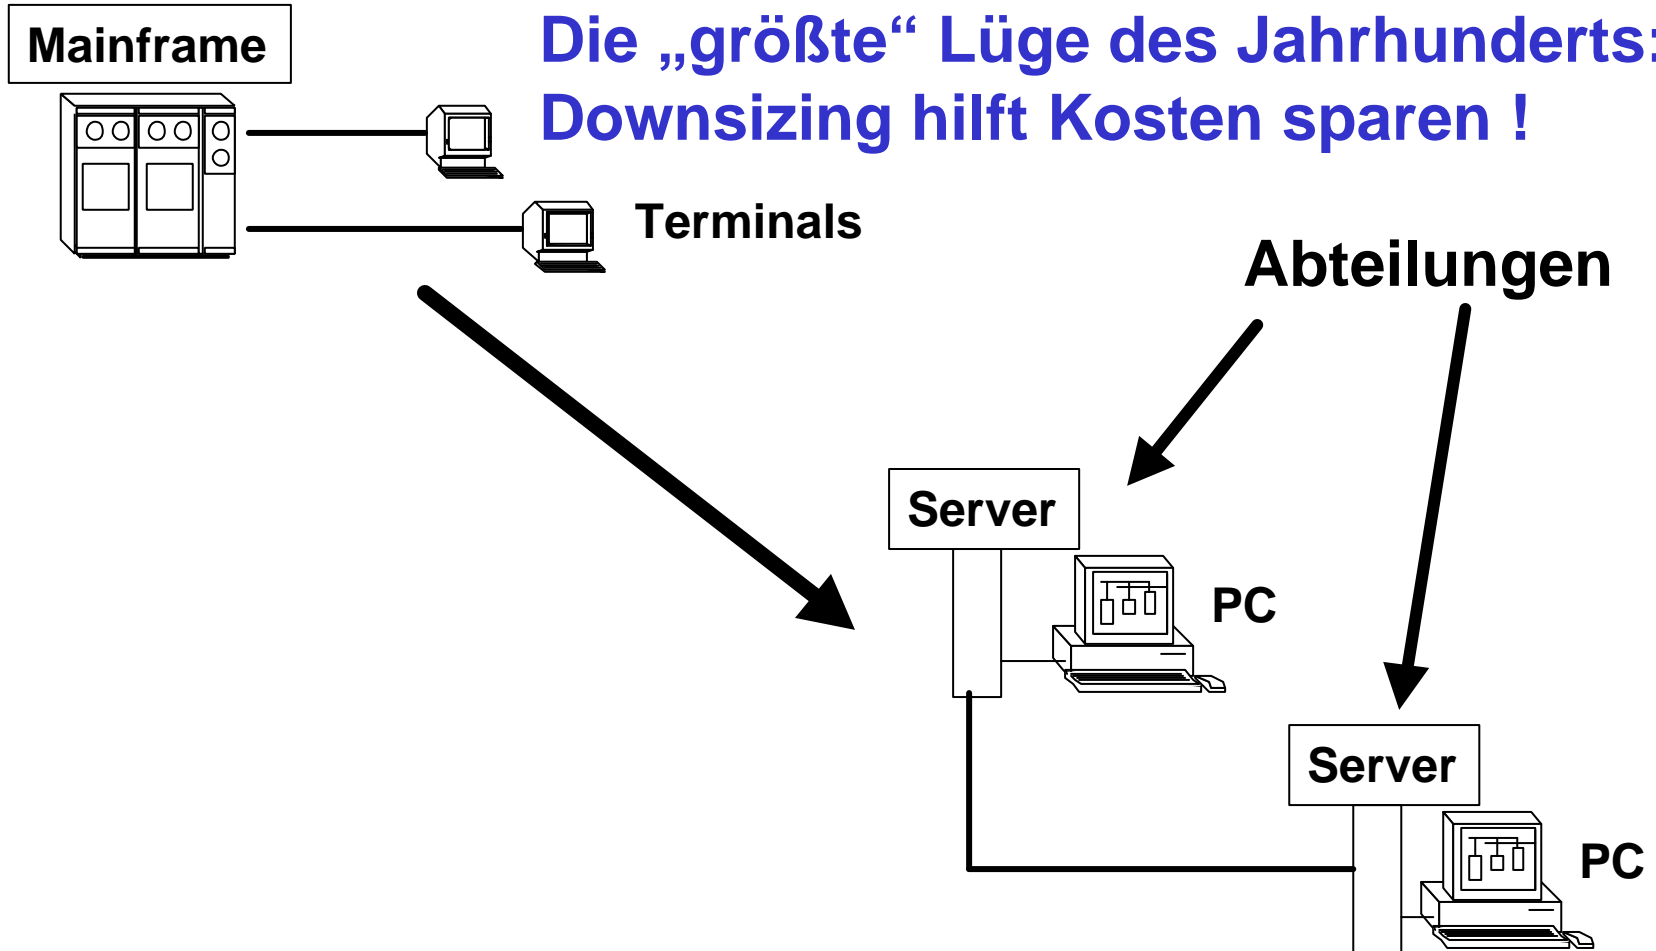 Mainframe
Die „größte“ Lüge des Jahrhunderts:
Downsizing hilft Kosten sparen !
Terminals
Abteilungen
Server
PC
Server
PC